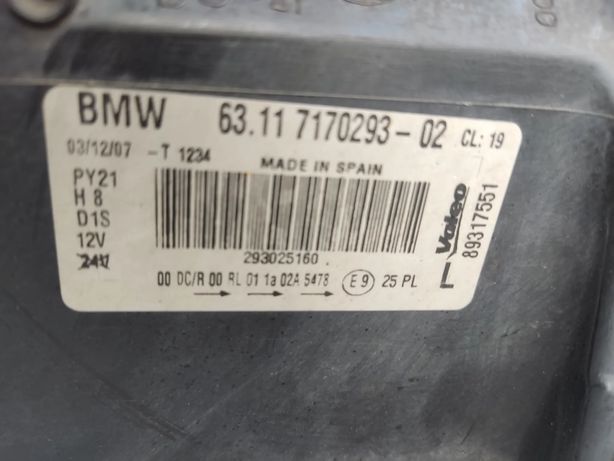 BMW 63.11 7170293-02 CL: 19
03/12/07 -T 1234
MADE IN SPAIN
PY21
H8
D1S
12V
24V
293025160
00 DC/R 00 RL 01 1a 02A 5478 E9 25 PL
L Valeo
89317551